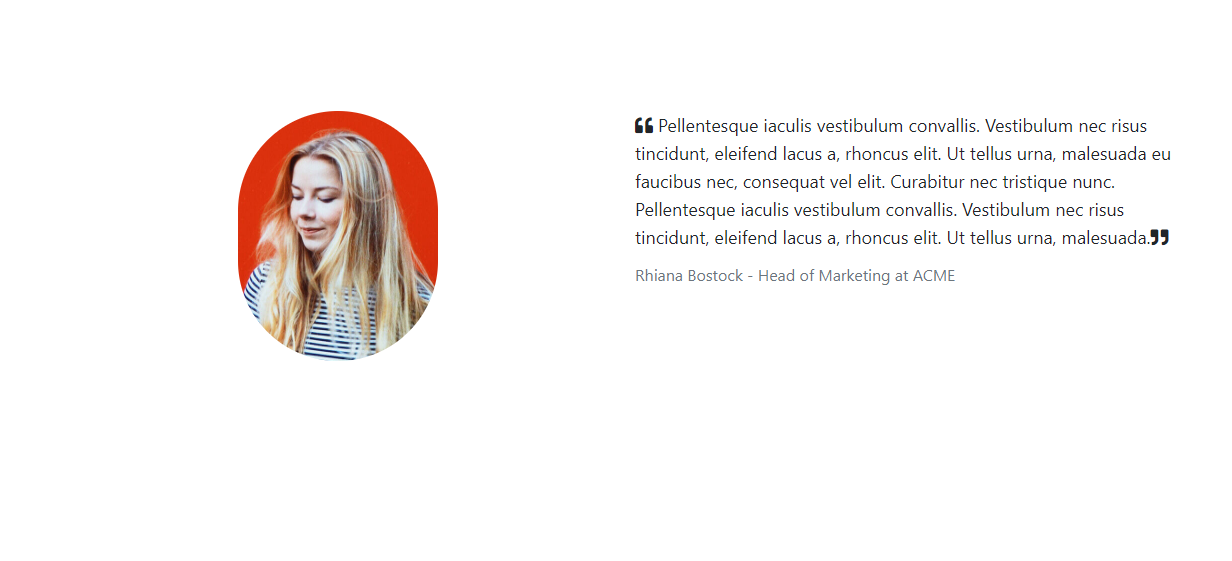 ❝ Pellentesque iaculis vestibulum convallis. Vestibulum nec risus
tincidunt, eleifend lacus a, rhoncus elit. Ut tellus urna, malesuada eu
faucibus nec, consequat vel elit. Curabitur nec tristique nunc.
Pellentesque iaculis vestibulum convallis. Vestibulum nec risus
tincidunt, eleifend lacus a, rhoncus elit. Ut tellus urna, malesuada.❞
Rhiana Bostock - Head of Marketing at ACME